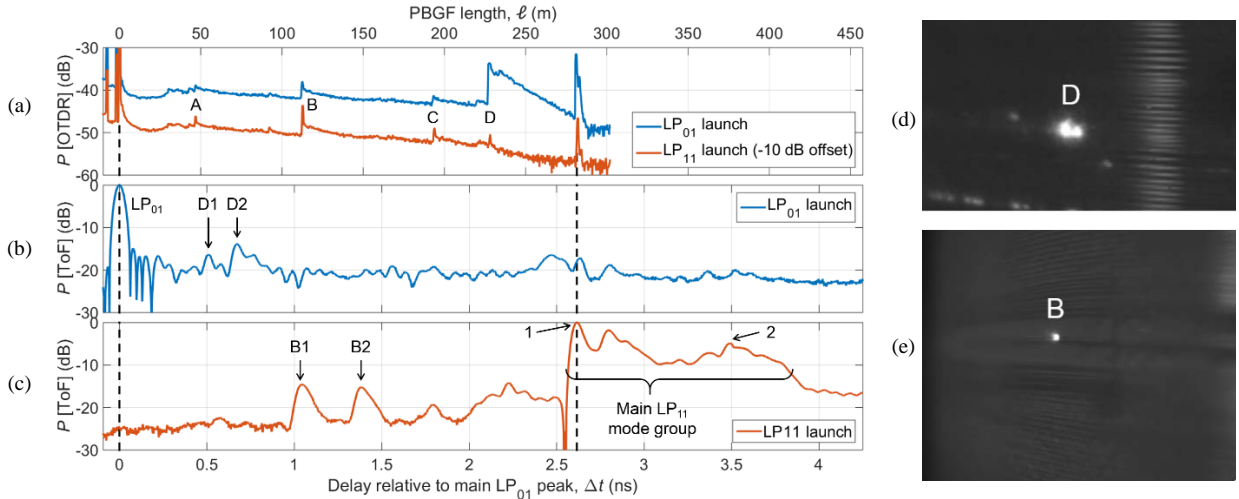 PBGF length, ℓ (m)
0 50 100 150 200 250 300 350 400 450
(a)
P [OTDR] (dB)
-30
-40
-50
-60
A
B
C
D
LP01 launch
LP11 launch (-10 dB offset)
(b)
P [ToF] (dB)
0
-10
-20
-30
LP01
D1
D2
LP01 launch
(c)
P [ToF] (dB)
0
-10
-20
-30
B1
B2
1
2
Main LP11
mode group
LP11 launch
0 0.5 1 1.5 2 2.5 3 3.5 4
Delay relative to main LP01 peak, Δt (ns)
(d)
D
(e)
B